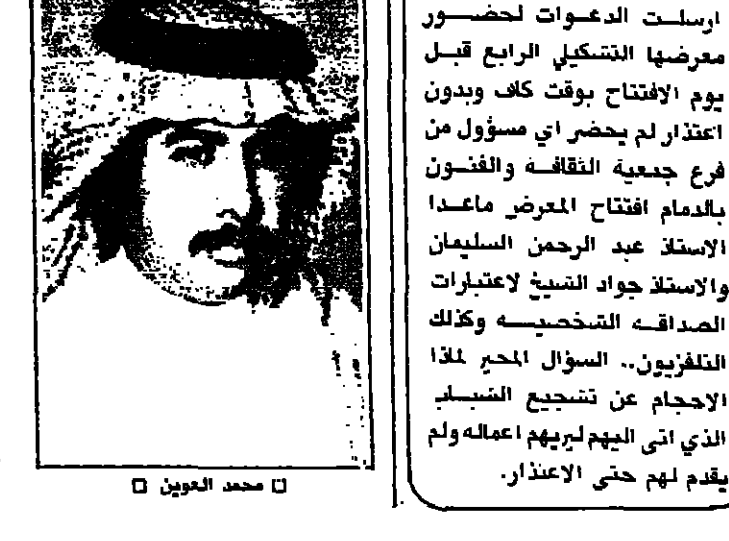 ارسلت الدعوات لحضور
معرضها التشكيلي الرابع قبل
يوم الافتتاح بوقت كاف وبدون
اعتذار لم يحضر اي مسؤول من
فرع جمعية الثقافة والفنون
بالدمام افتتاح المعرض ماعدا
الاستاذ عبد الرحمن السليمان
والاستاذ جواد الشيخ لاعتبارات
الصداقه الشخصيه وكذلك
التلفزيون.. السؤال المحير لماذا
الاحجام عن تشجيع الشباب
الذي اتى اليهم ليريهم اعماله ولم
يقدم لهم حتى الاعتذار.
□ محمد العوين □